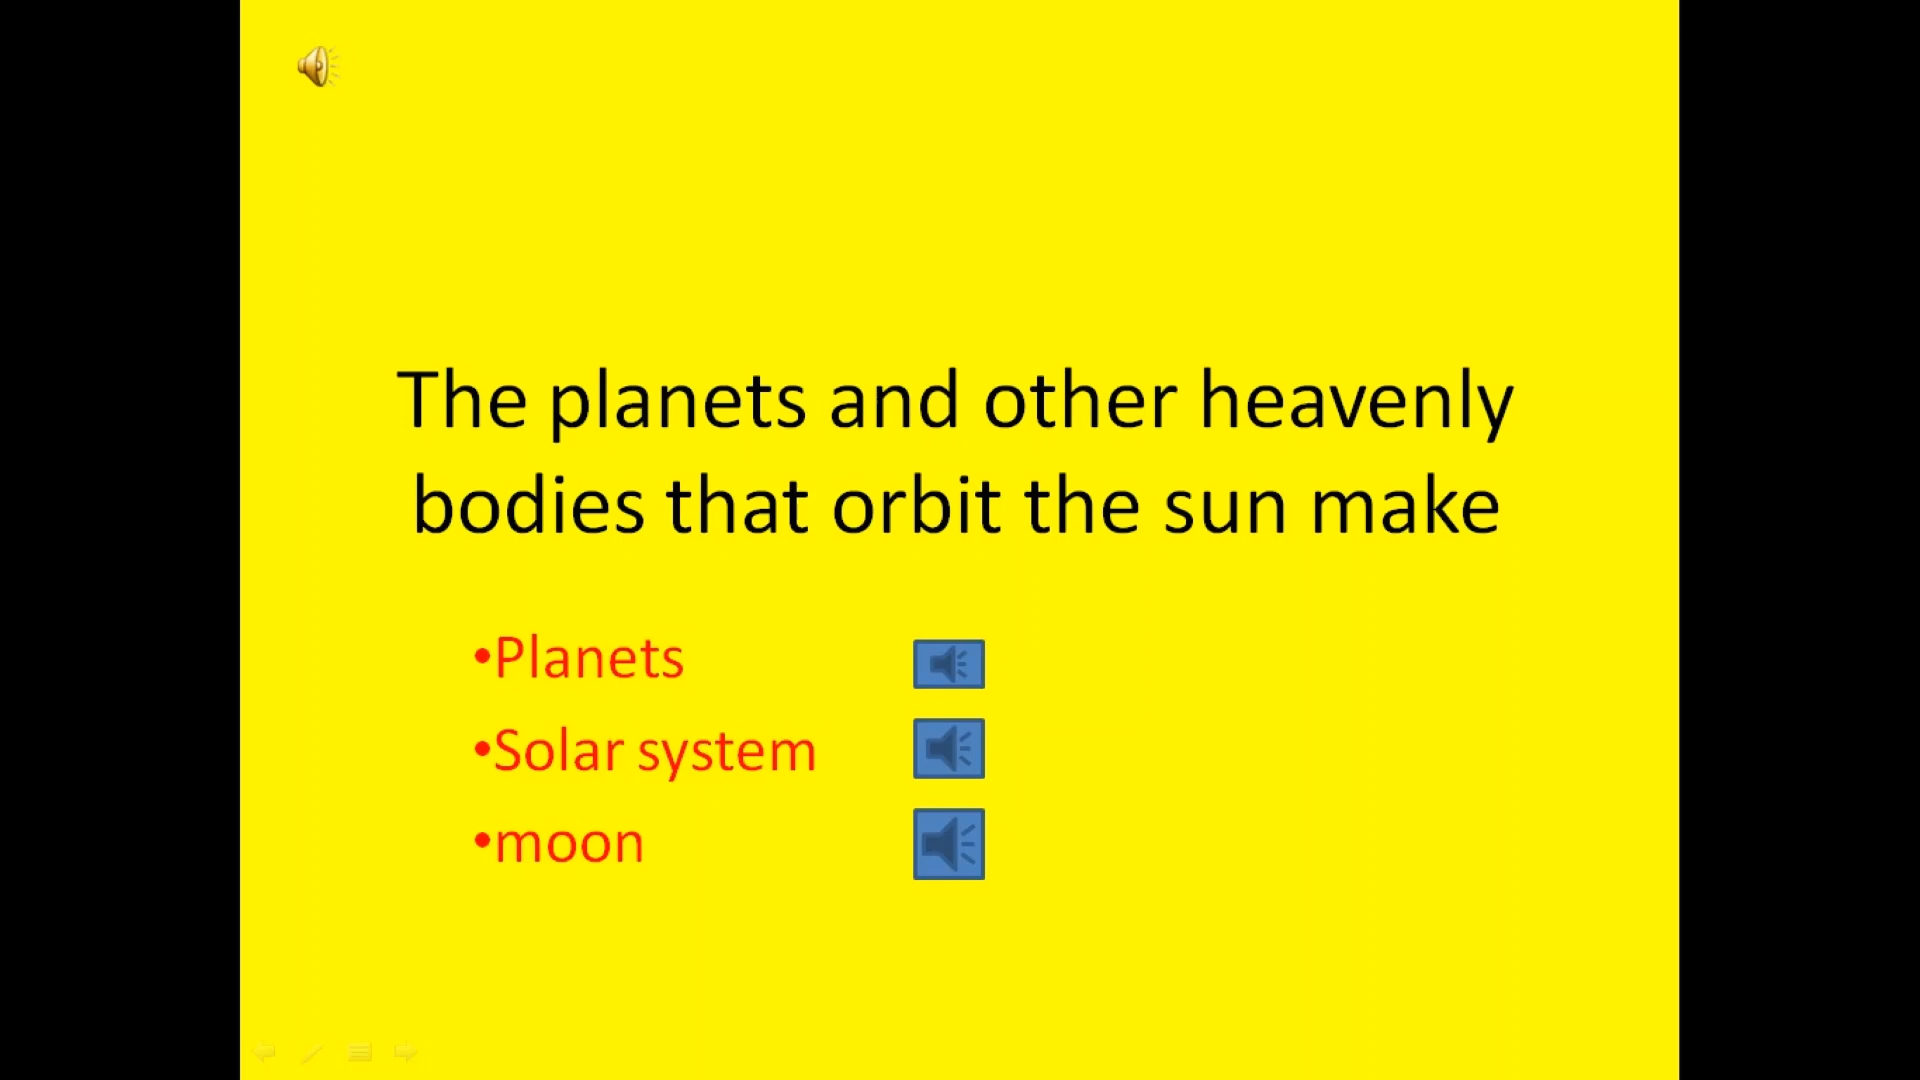 The planets and other heavenly
bodies that orbit the sun make
•Planets
•Solar system
•moon